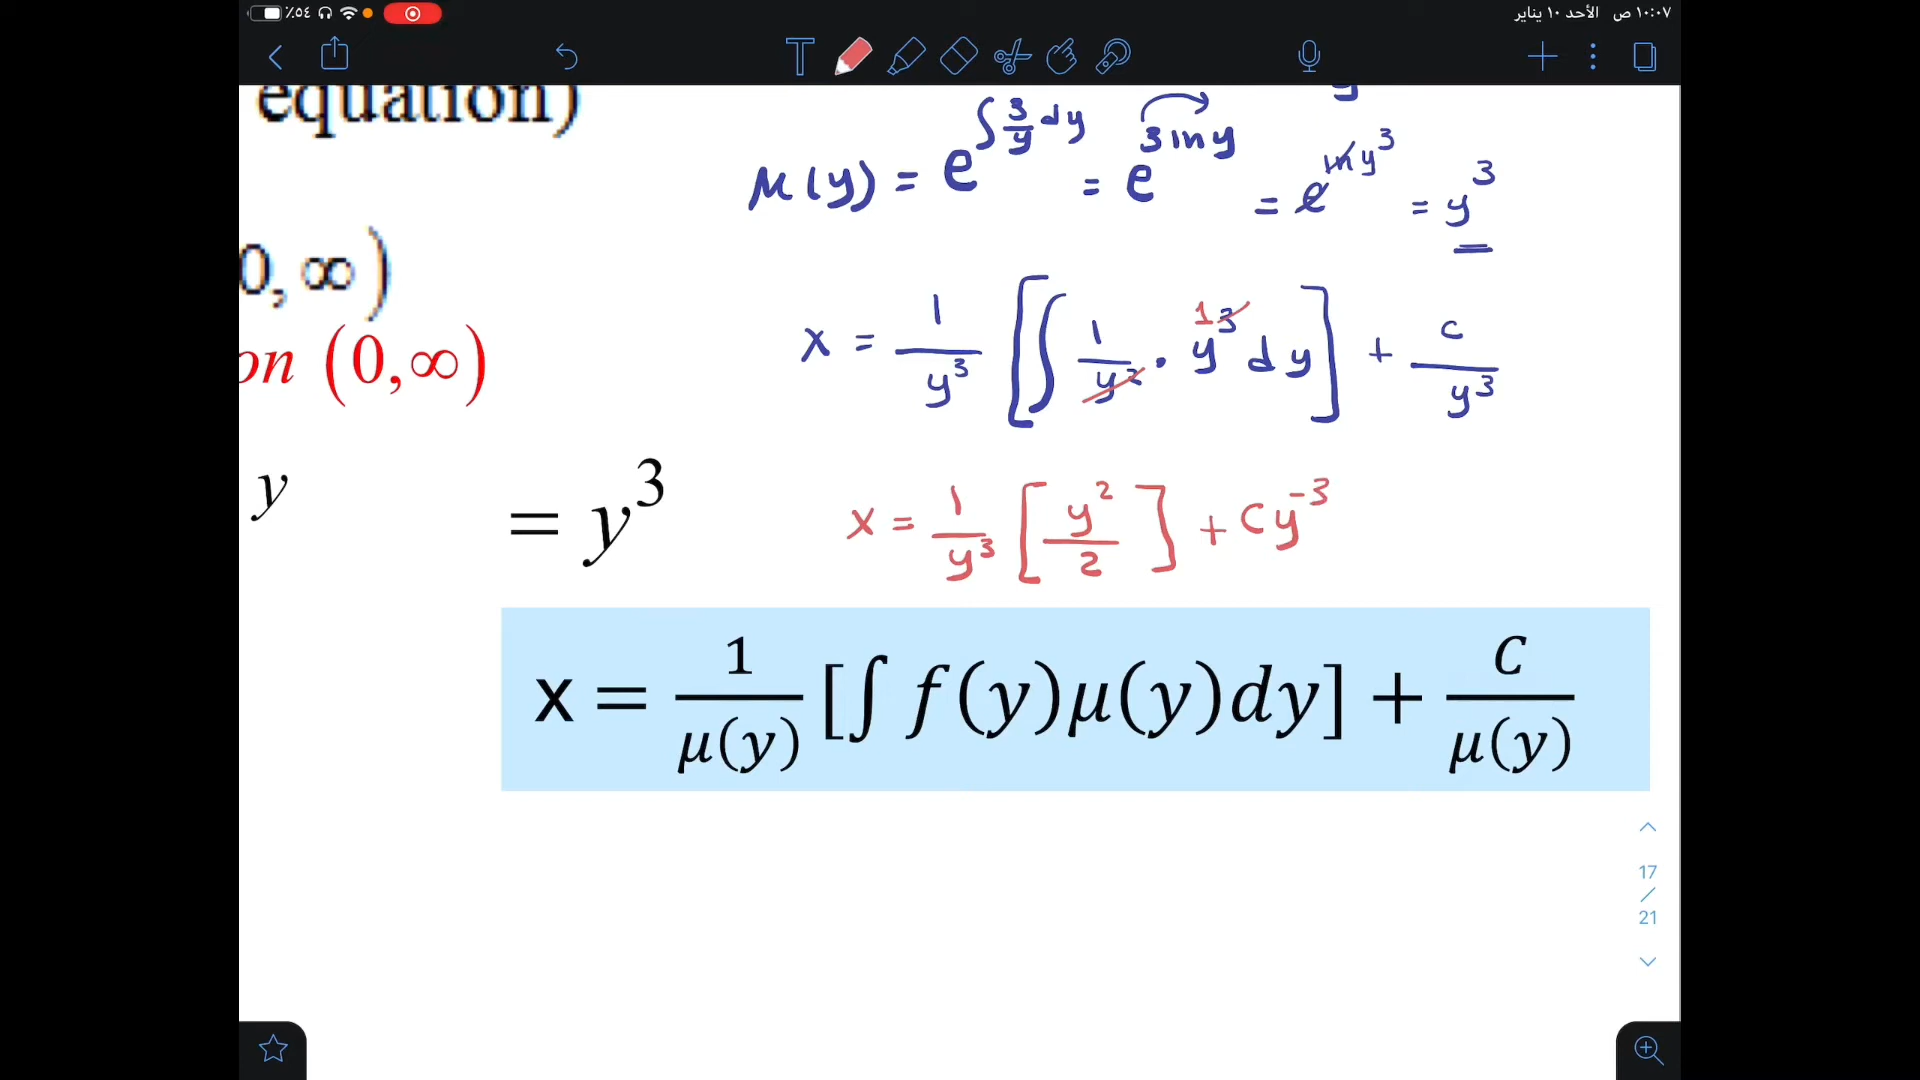 ٪٥٤ ١٠:٠٧ ص الأحد ١٠ يناير
T
equation)
μ(y) = e^{∫ 3/y dy} = e^{3 ln y} = e^{ln y^3} = y^3
0, ∞)
x = 1/y^3 [∫ 1/y^2 · y^3 dy] + c/y^3
1
on (0,∞)
y = y^3
x = 1/y^3 [y^2/2] + cy^{-3}
x = 1/μ(y) [∫ f(y)μ(y)dy] + C/μ(y)
17
/
21